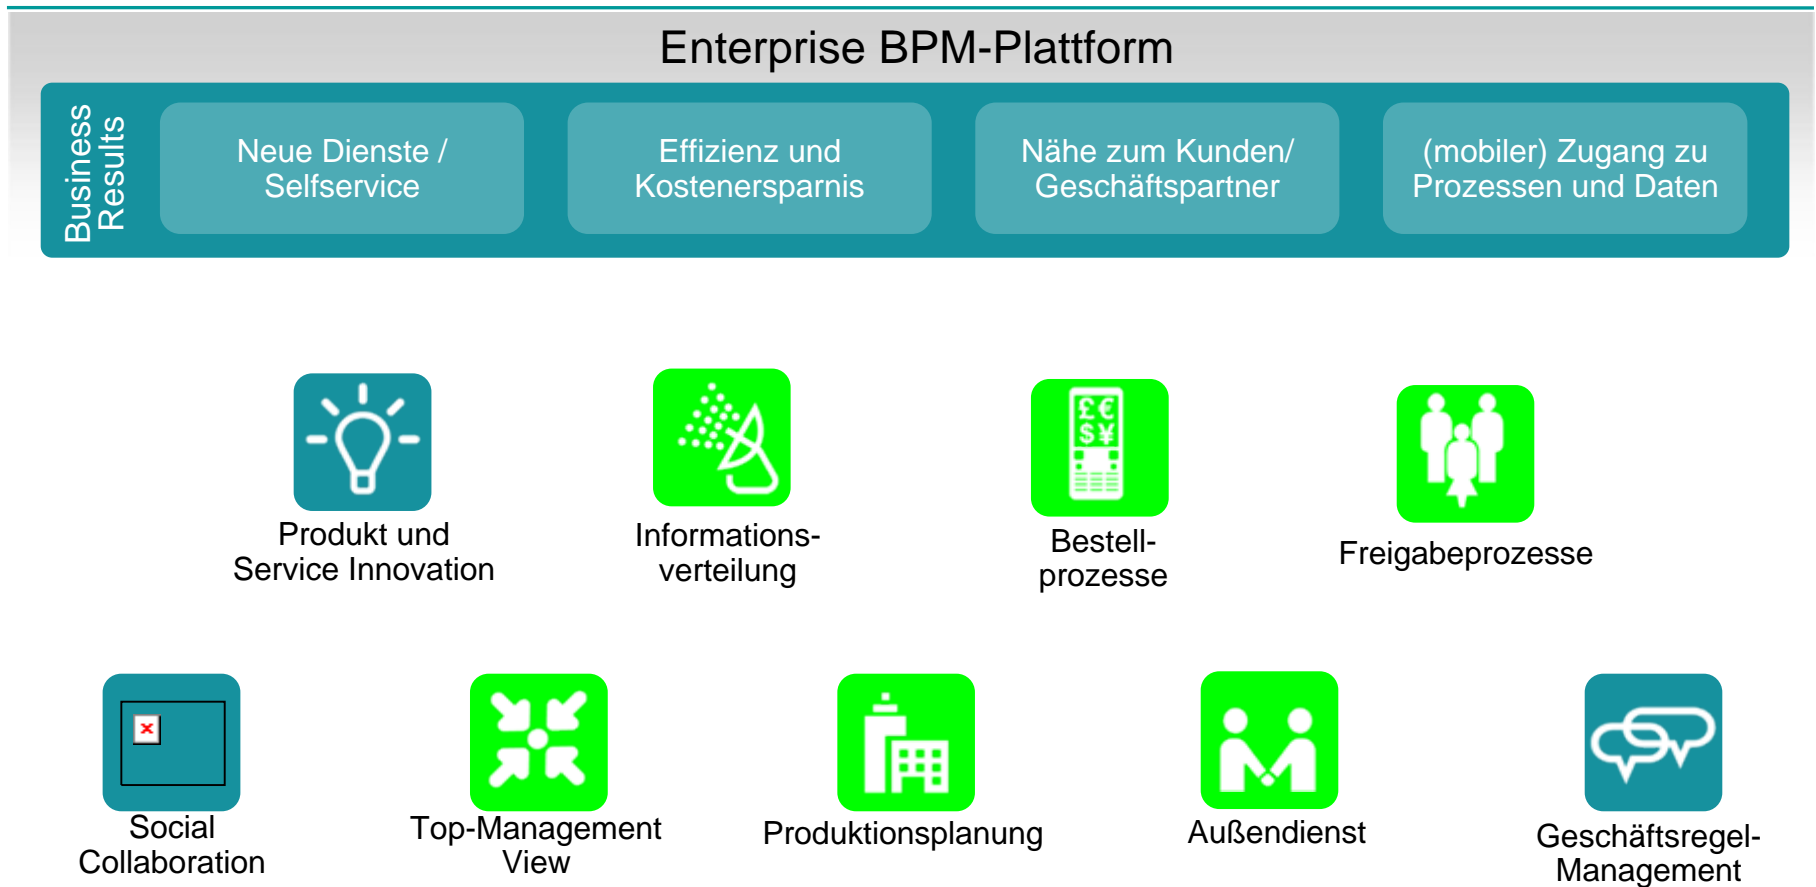 Enterprise BPM-Plattform
Business
Results
Neue Dienste /
Selfservice
Effizienz und
Kostenersparnis
Nähe zum Kunden/
Geschäftspartner
(mobiler) Zugang zu
Prozessen und Daten
£€
$¥
Produkt und
Service Innovation
Informations-
verteilung
Bestell-
prozesse
Freigabeprozesse
Social
Collaboration
Top-Management
View
Produktionsplanung
Außendienst
Geschäftsregel-
Management